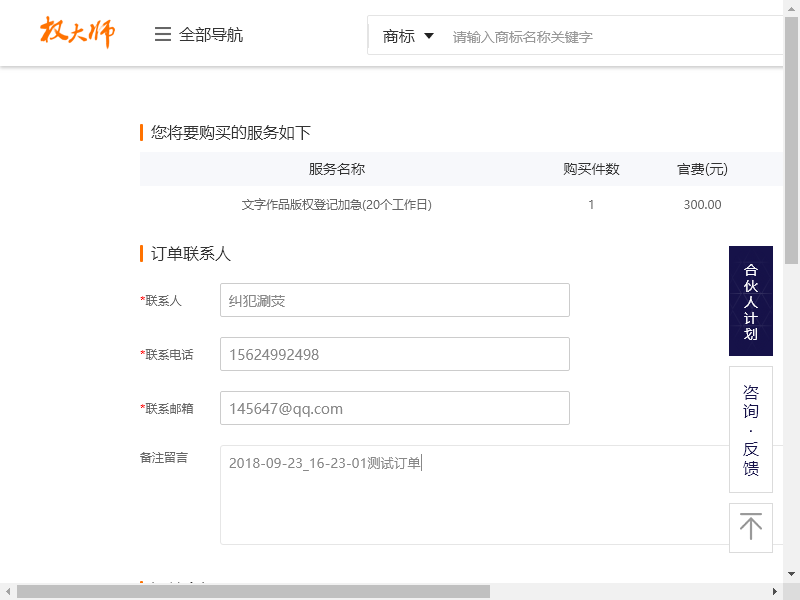 权大师
全部导航
商标
请输入商标名称关键字
您将要购买的服务如下
服务名称 购买件数 官费(元)
文字作品版权登记加急(20个工作日) 1 300.00
订单联系人
*联系人 纠犯涮荧
*联系电话 15624992498
*联系邮箱 145647@qq.com
备注留言 2018-09-23_16-23-01测试订单
合伙人计划
咨询·反馈